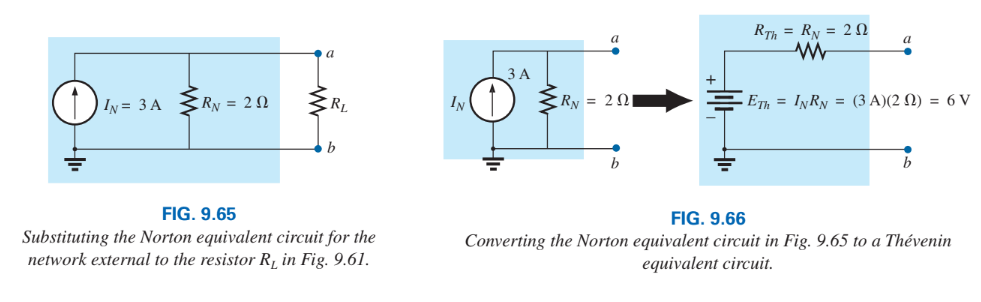 a
I_N = 3 A
R_N = 2 Ω
R_L
b
FIG. 9.65
Substituting the Norton equivalent circuit for the
network external to the resistor R_L in Fig. 9.61.
a
3 A
I_N
R_N = 2 Ω
b
R_Th = R_N = 2 Ω
a
+
E_Th = I_N R_N = (3 A)(2 Ω) = 6 V
–
b
FIG. 9.66
Converting the Norton equivalent circuit in Fig. 9.65 to a Thévenin
equivalent circuit.